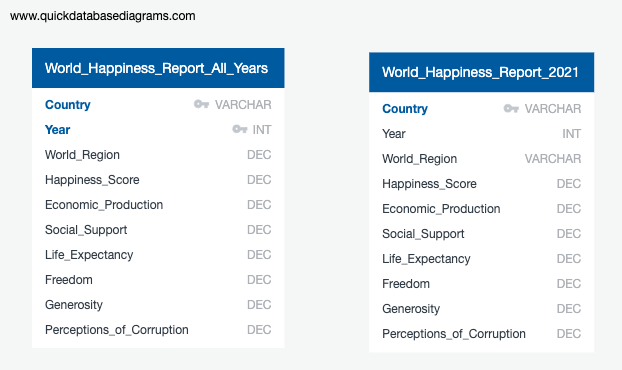 www.quickdatabasediagrams.com
World_Happiness_Report_All_Years
Country VARCHAR
Year INT
World_Region DEC
Happiness_Score DEC
Economic_Production DEC
Social_Support DEC
Life_Expectancy DEC
Freedom DEC
Generosity DEC
Perceptions_of_Corruption DEC
World_Happiness_Report_2021
Country VARCHAR
Year INT
World_Region VARCHAR
Happiness_Score DEC
Economic_Production DEC
Social_Support DEC
Life_Expectancy DEC
Freedom DEC
Generosity DEC
Perceptions_of_Corruption DEC